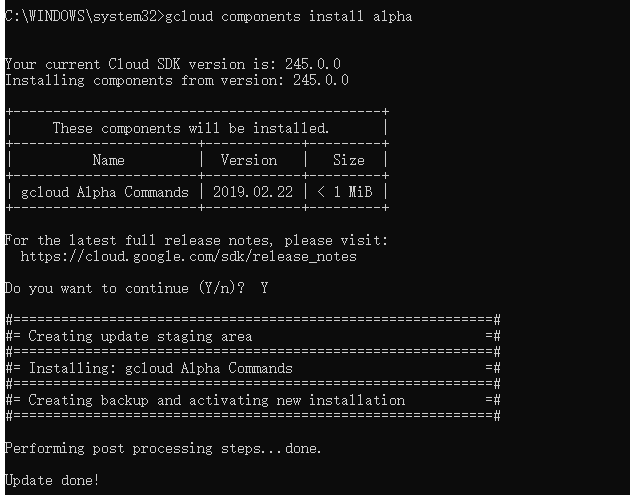 C:\WINDOWS\system32>gcloud components install alpha
Your current Cloud SDK version is: 245.0.0
Installing components from version: 245.0.0
+-----------------------------------------------+
|     These components will be installed.       |
+-----------------------+------------+---------+
|          Name         |  Version   |   Size  |
+-----------------------+------------+---------+
| gcloud Alpha Commands | 2019.02.22 | < 1 MiB |
+-----------------------+------------+---------+
For the latest full release notes, please visit:
  https://cloud.google.com/sdk/release_notes
Do you want to continue (Y/n)?  Y
#============================================================#
#= Creating update staging area                             =#
#============================================================#
#= Installing: gcloud Alpha Commands                        =#
#============================================================#
#= Creating backup and activating new installation          =#
#============================================================#
Performing post processing steps...done.
Update done!